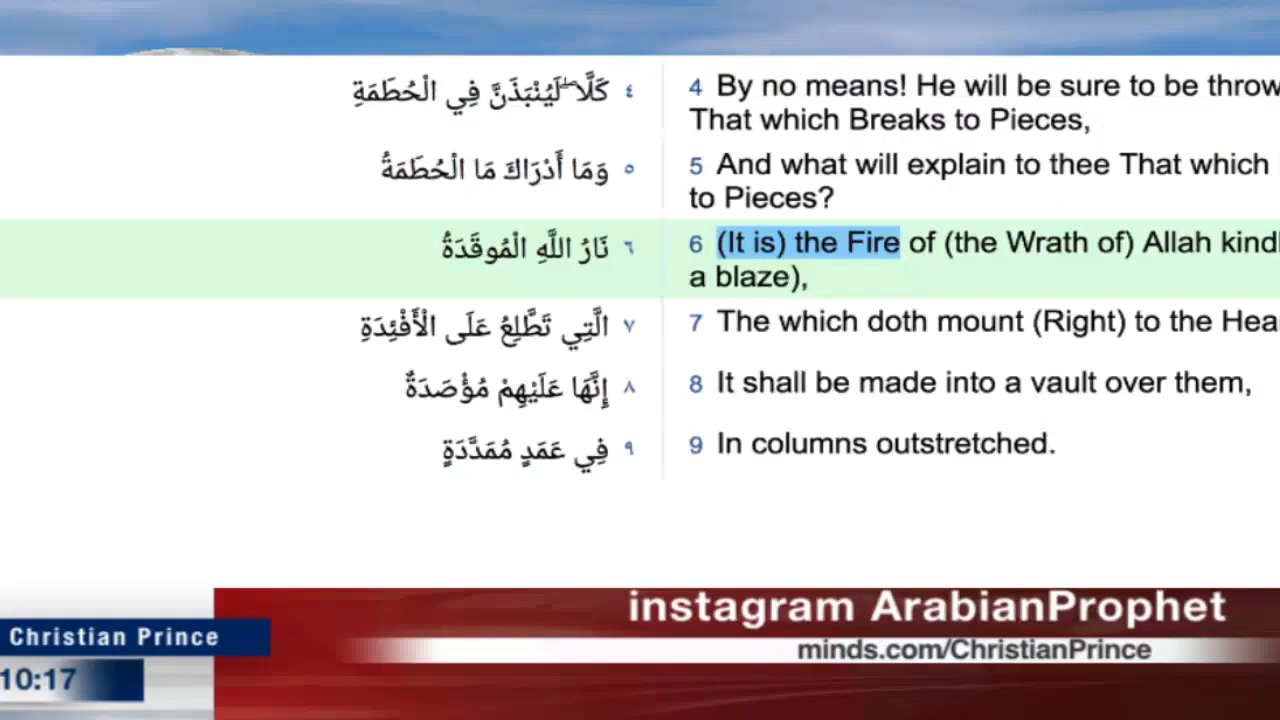 كَلَّا ۖ لَيُنْبَذَنَّ فِي الْحُطَمَةِ ٤
4 By no means! He will be sure to be throw
That which Breaks to Pieces,
وَمَا أَدْرَاكَ مَا الْحُطَمَةُ ٥
5 And what will explain to thee That which
to Pieces?
نَارُ اللَّهِ الْمُوقَدَةُ ٦
6 (It is) the Fire of (the Wrath of) Allah kindl
a blaze),
الَّتِي تَطَّلِعُ عَلَى الْأَفْئِدَةِ ٧
7 The which doth mount (Right) to the Hea
إِنَّهَا عَلَيْهِمْ مُؤْصَدَةٌ ٨
8 It shall be made into a vault over them,
فِي عَمَدٍ مُمَدَّدَةٍ ٩
9 In columns outstretched.
instagram ArabianProphet
Christian Prince
minds.com/ChristianPrince
10:17